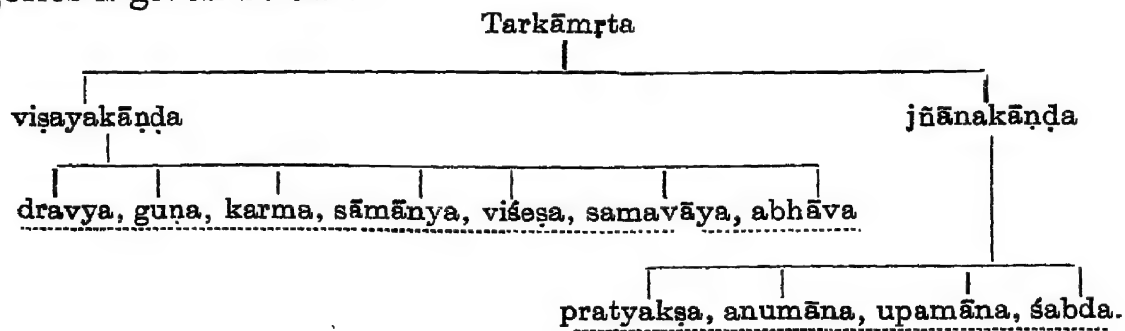 Tarkāmṛta
viṣayakāṇḍa jñānakāṇḍa
dravya, guṇa, karma, sāmānya, viśeṣa, samavāya, abhāva
pratyakṣa, anumāna, upamāna, śabda.